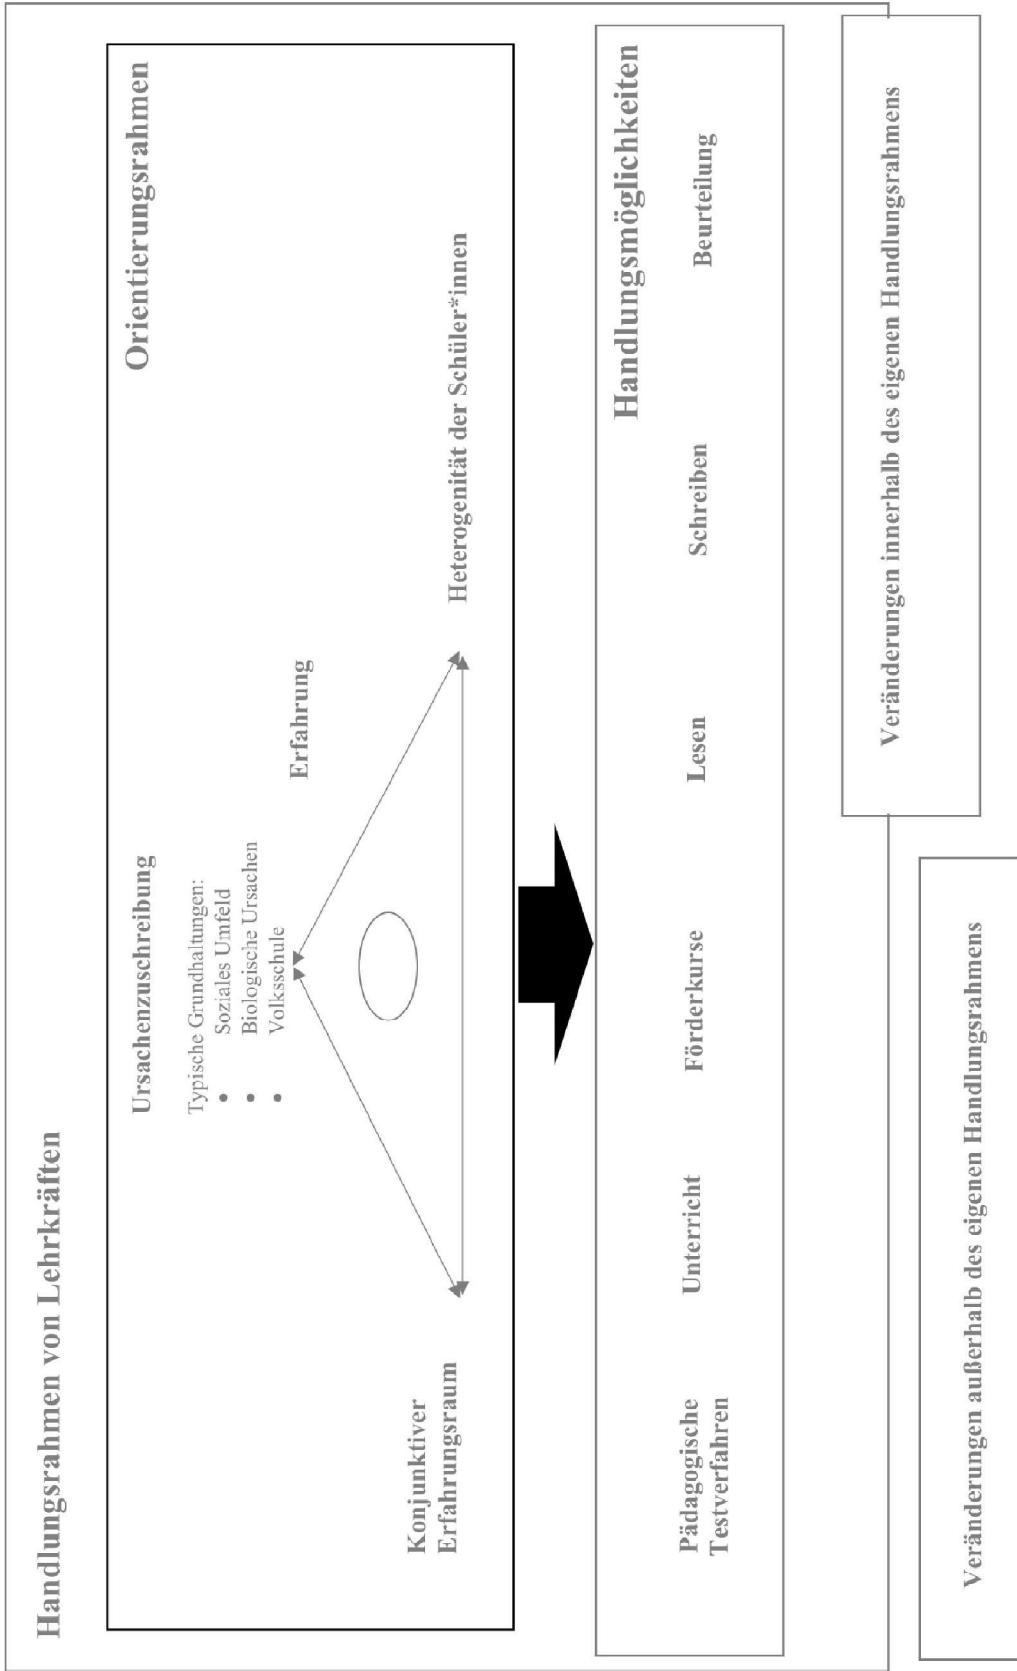 Handlungsrahmen von Lehrkräften
Orientierungsrahmen
Ursachenzuschreibung
Typische Grundhaltungen:
• Soziales Umfeld
• Biologische Ursachen
• Volksschule
Erfahrung
Konjunktiver
Erfahrungsraum
Heterogenität der Schüler*innen
Handlungsmöglichkeiten
Pädagogische
Testverfahren
Unterricht
Förderkurse
Lesen
Schreiben
Beurteilung
Veränderungen innerhalb des eigenen Handlungsrahmens
Veränderungen außerhalb des eigenen Handlungsrahmens